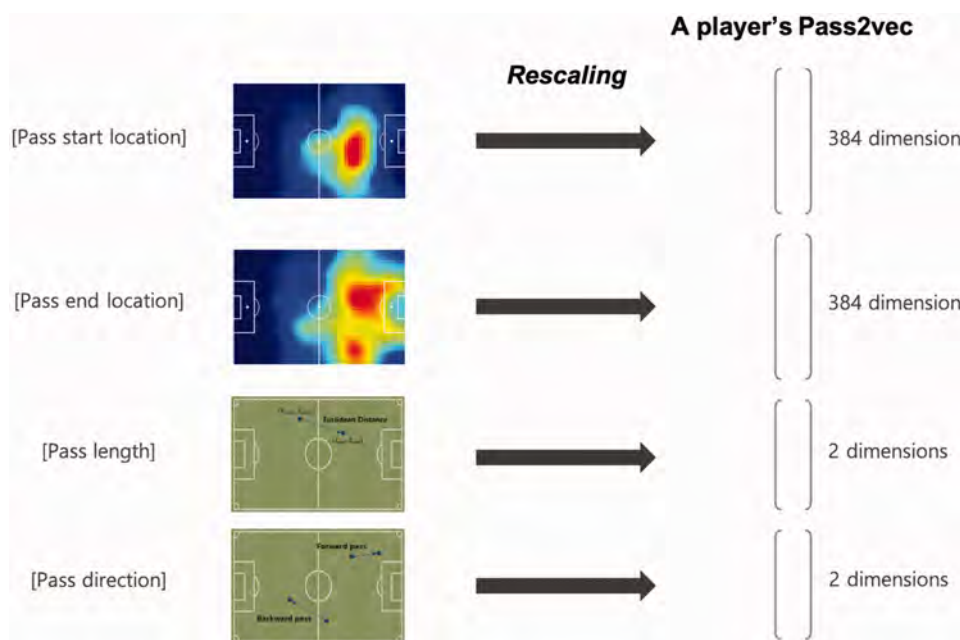 A player's Pass2vec
Rescaling
[Pass start location]
384 dimension
[Pass end location]
384 dimension
Euclidean Distance
[Pass length]
2 dimensions
Forward pass
[Pass direction]
2 dimensions
Backward pass